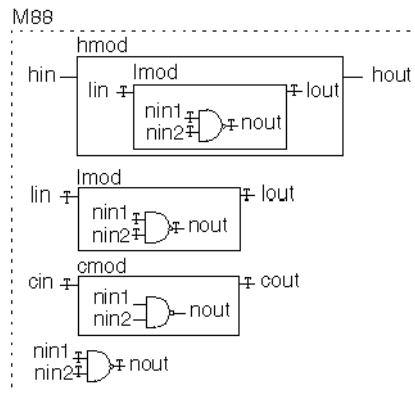 M88
hmod
hin
hout
lmod
lin
lout
nin1
nin2
nout
lmod
lin
lout
nin1
nin2
nout
cmod
cin
cout
nin1
nin2
nout
nin1
nin2
nout